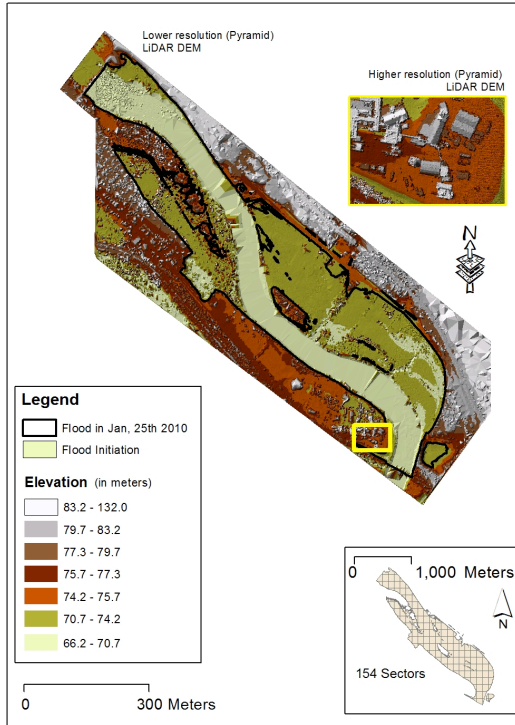 Lower resolution (Pyramid)
LiDAR DEM
Higher resolution (Pyramid)
LiDAR DEM
N
Legend
Flood in Jan, 25th 2010
Flood Initiation
Elevation (in meters)
83.2 - 132.0
79.7 - 83.2
77.3 - 79.7
75.7 - 77.3
74.2 - 75.7
70.7 - 74.2
66.2 - 70.7
0 300 Meters
0 1,000 Meters
N
154 Sectors